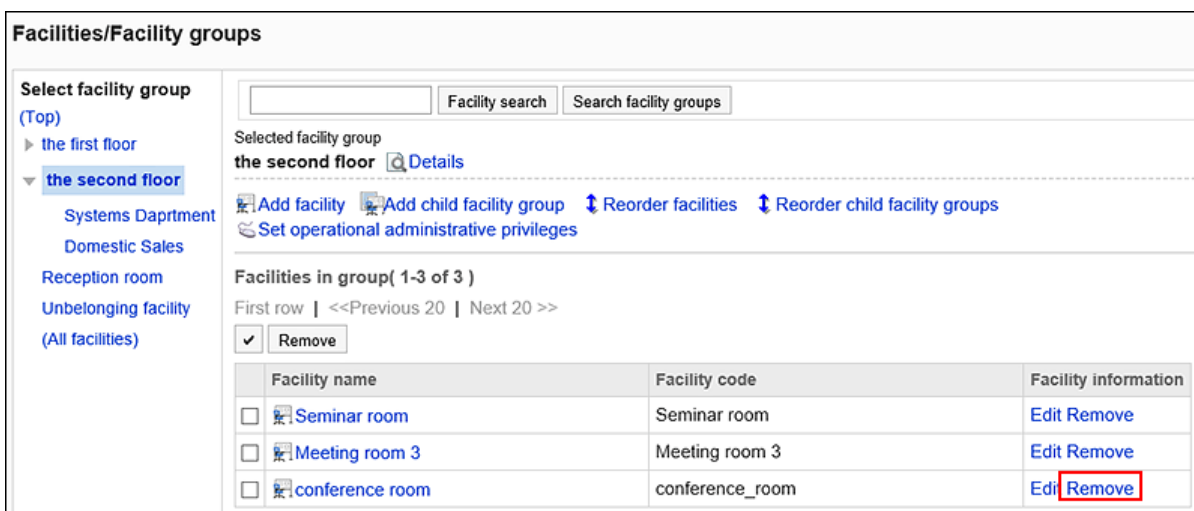 Facilities/Facility groups
Select facility group
(Top)
the first floor
the second floor
Systems Daprtment
Domestic Sales
Reception room
Unbelonging facility
(All facilities)
Facility search Search facility groups
Selected facility group
the second floor Details
Add facility Add child facility group Reorder facilities Reorder child facility groups
Set operational administrative privileges
Facilities in group( 1-3 of 3 )
First row | <<Previous 20 | Next 20 >>
Remove
Facility name Facility code Facility information
Seminar room Seminar room Edit Remove
Meeting room 3 Meeting room 3 Edit Remove
conference room conference_room Edit Remove